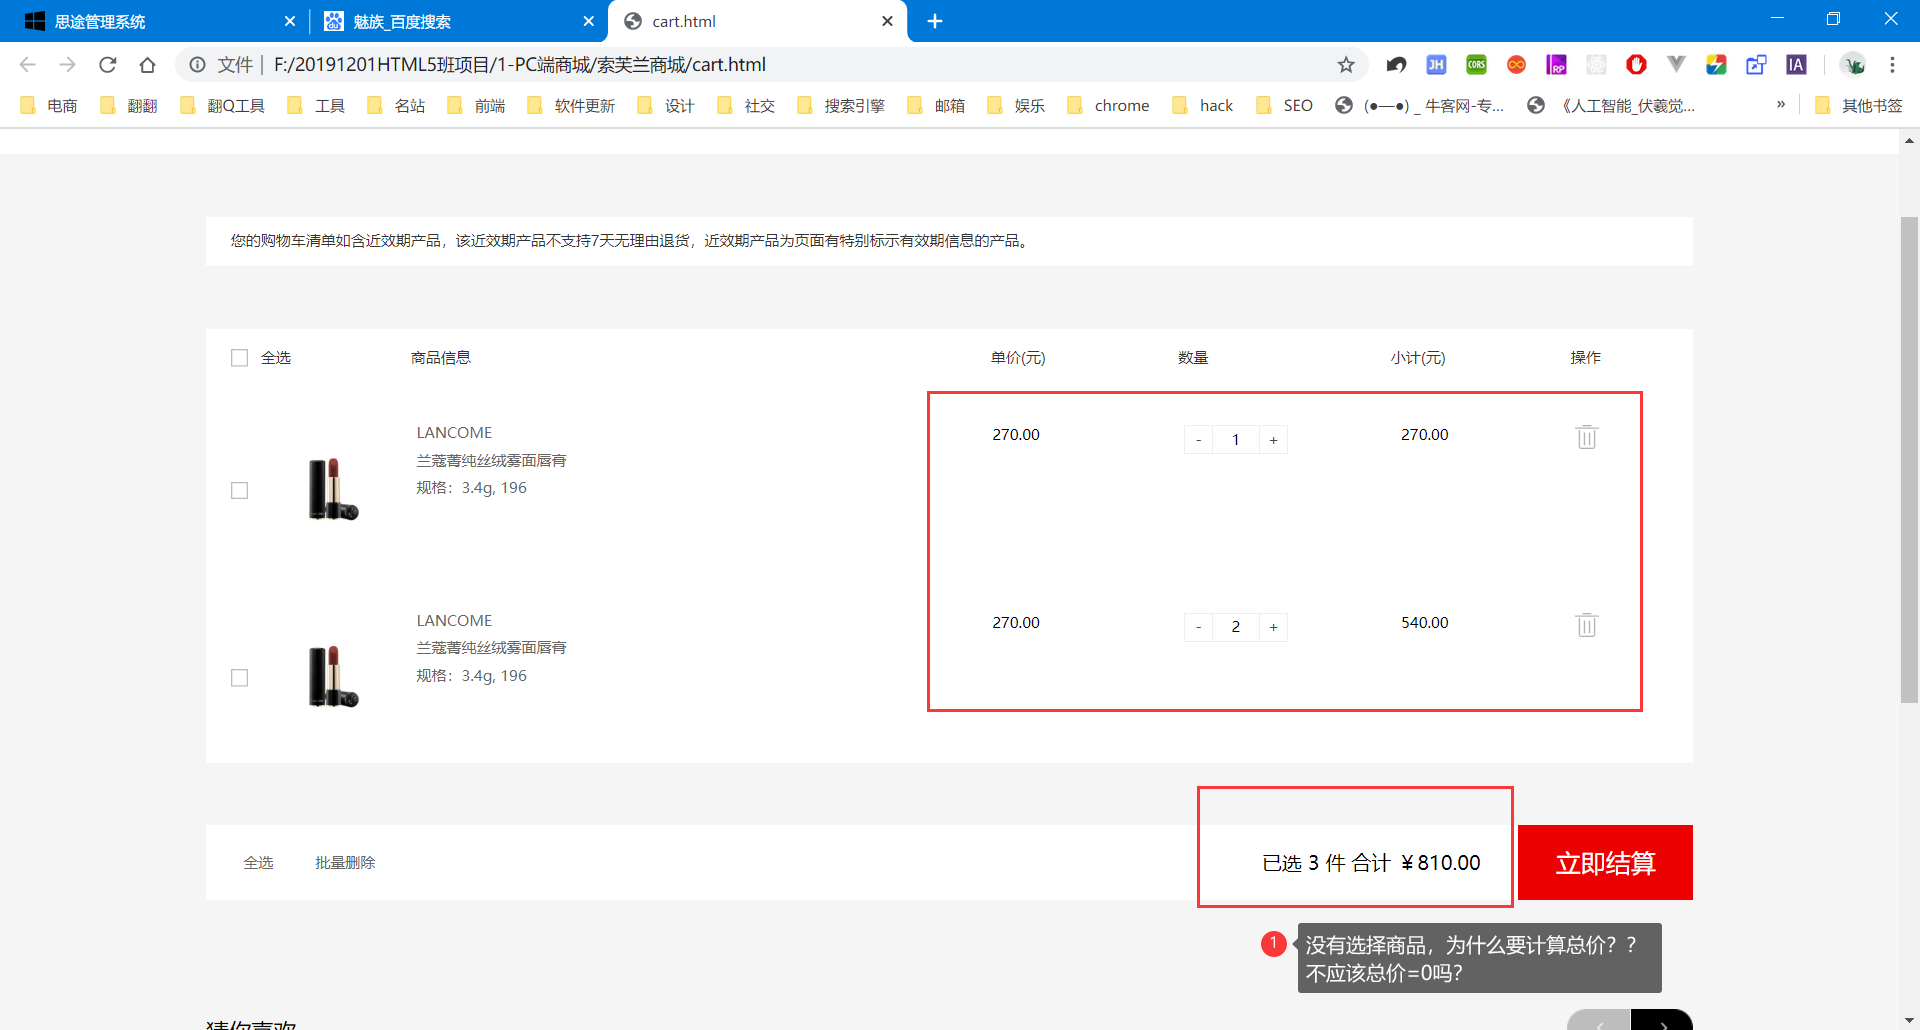 思途管理系统
魅族_百度搜索
cart.html
文件
F:/20191201HTML5班项目/1-PC端商城/索芙兰商城/cart.html
JH
CORS
RP
IA
电商
翻翻
翻Q工具
工具
名站
前端
软件更新
设计
社交
搜索引擎
邮箱
娱乐
chrome
hack
SEO
(●—●) _ 牛客网-专...
《人工智能_伏羲觉...
»
其他书签
您的购物车清单如含近效期产品，该近效期产品不支持7天无理由退货，近效期产品为页面有特别标示有效期信息的产品。
全选 商品信息 单价(元) 数量 小计(元) 操作
LANCOME
兰蔻菁纯丝绒雾面唇膏
规格：3.4g, 196
270.00 - 1 + 270.00
LANCOME
兰蔻菁纯丝绒雾面唇膏
规格：3.4g, 196
270.00 - 2 + 540.00
全选 批量删除 已选 3 件 合计 ￥810.00 立即结算
1
没有选择商品，为什么要计算总价？？
不应该总价=0吗？
猜你喜欢